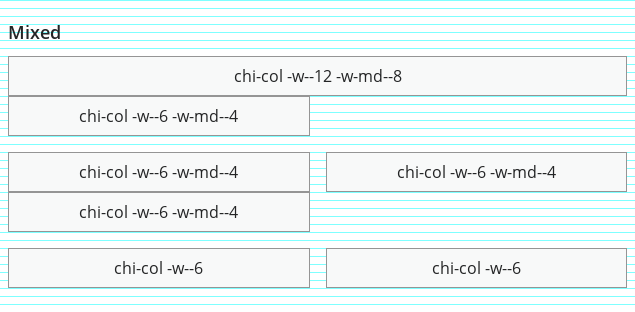 Mixed
chi-col -w--12 -w-md--8
chi-col -w--6 -w-md--4
chi-col -w--6 -w-md--4 chi-col -w--6 -w-md--4
chi-col -w--6 -w-md--4
chi-col -w--6 chi-col -w--6